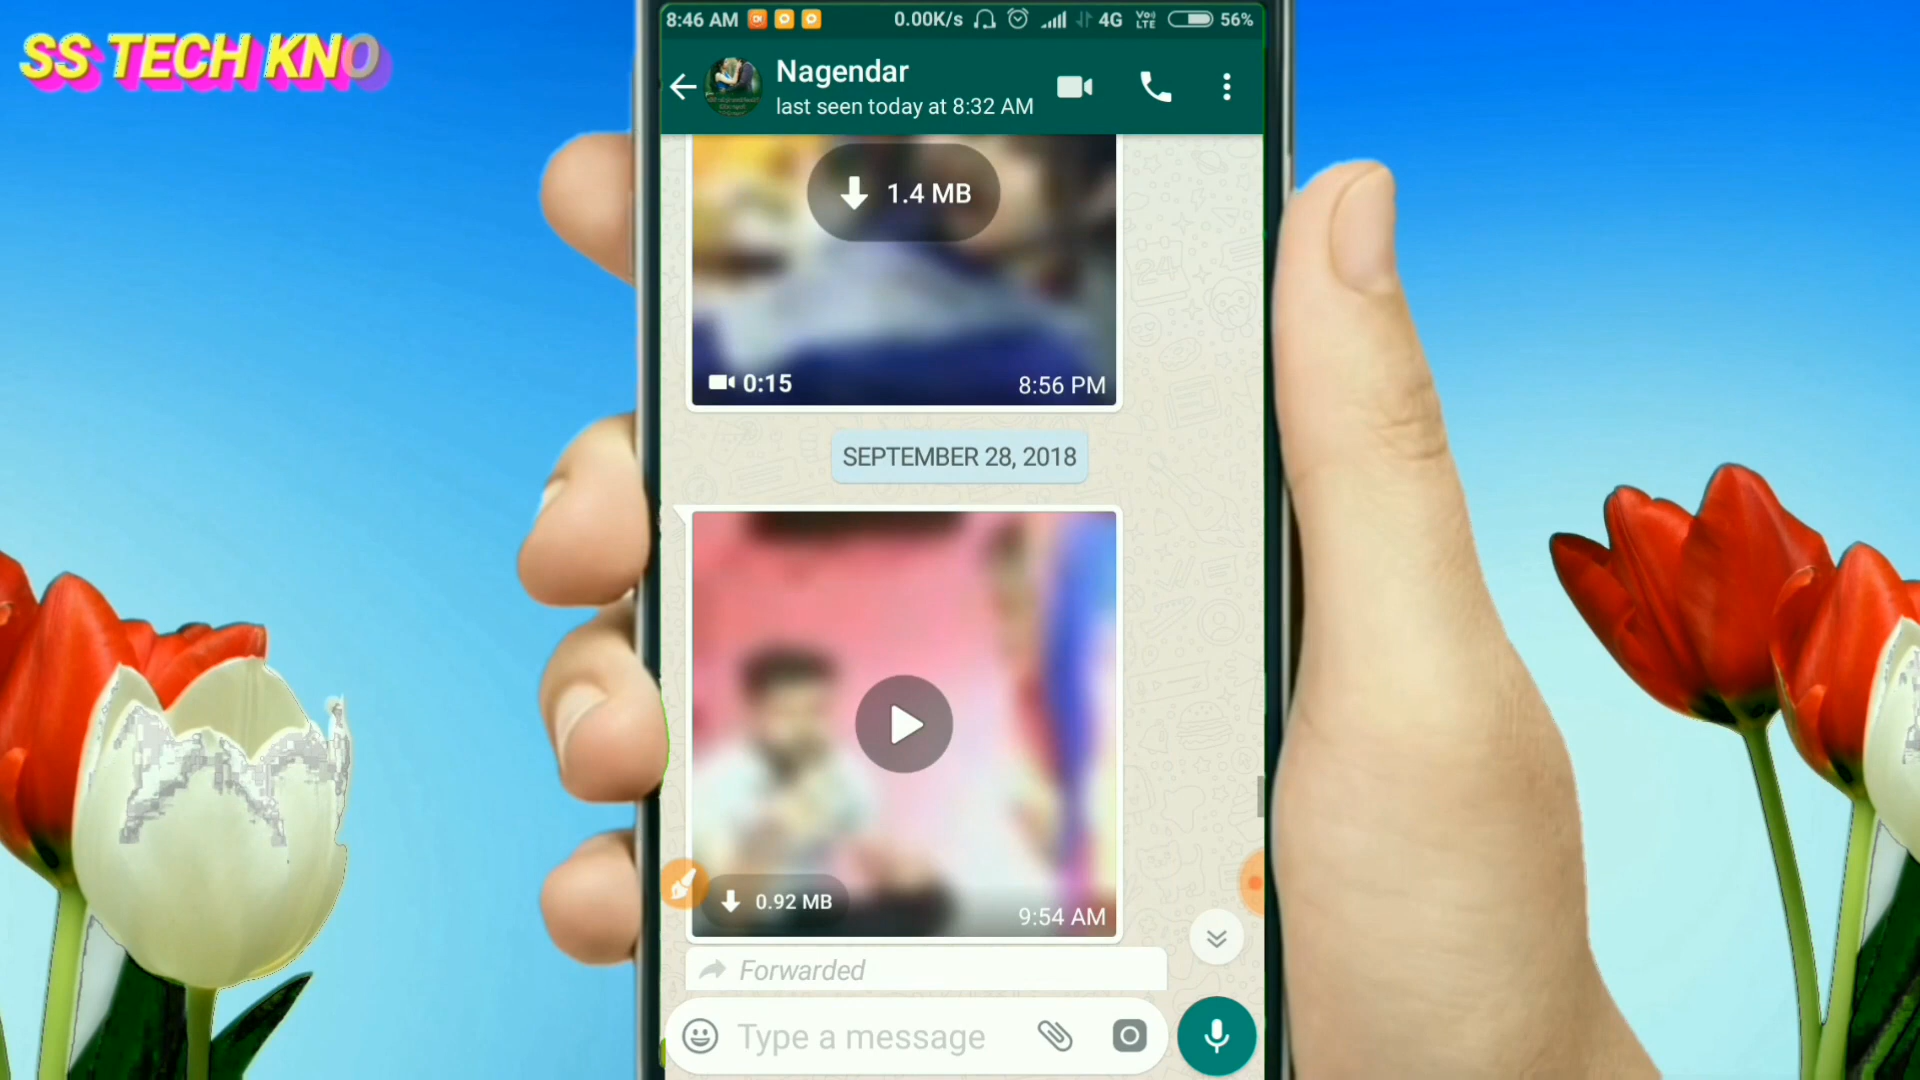 SS TECH KNO
8:46 AM 0.00K/s 4G VoLTE 56%
Nagendar
last seen today at 8:32 AM
1.4 MB
0:15 8:56 PM
SEPTEMBER 28, 2018
0.92 MB 9:54 AM
Forwarded
Type a message